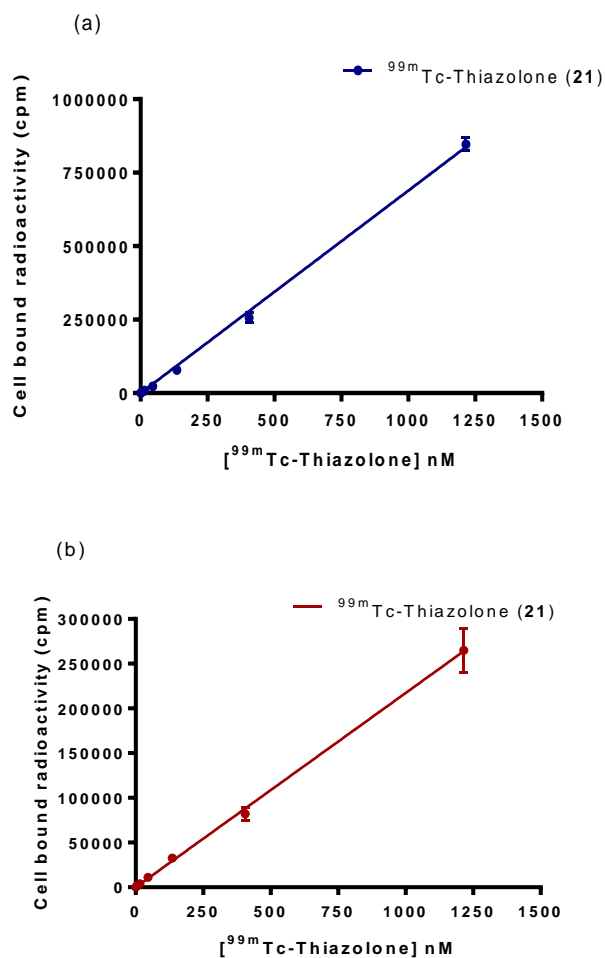 (a)
99mTc-Thiazolone (21)
1000000
750000
500000
250000
0
Cell bound radioactivity (cpm)
0 250 500 750 1000 1250 1500
[99mTc-Thiazolone] nM
(b)
99mTc-Thiazolone (21)
300000
250000
200000
150000
100000
50000
0
Cell bound radioactivity (cpm)
0 250 500 750 1000 1250 1500
[99mTc-Thiazolone] nM